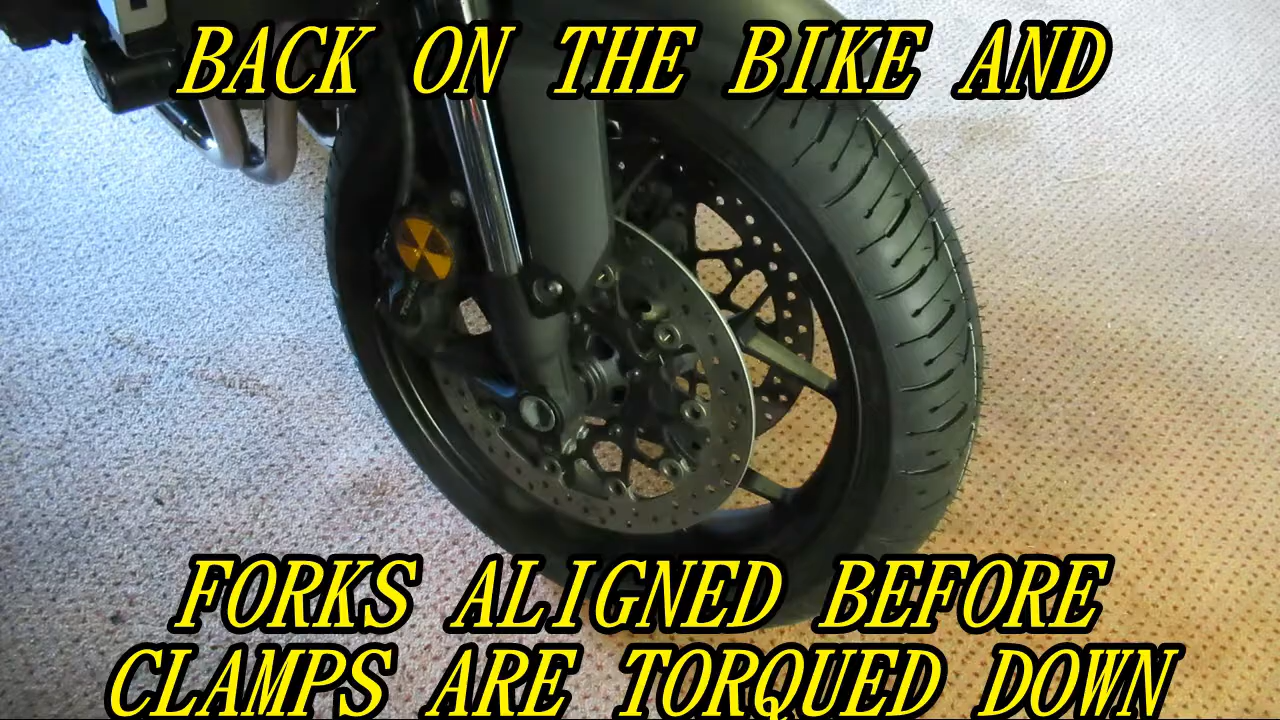 BACK ON THE BIKE AND
FORKS ALIGNED BEFORE
CLAMPS ARE TORQUED DOWN